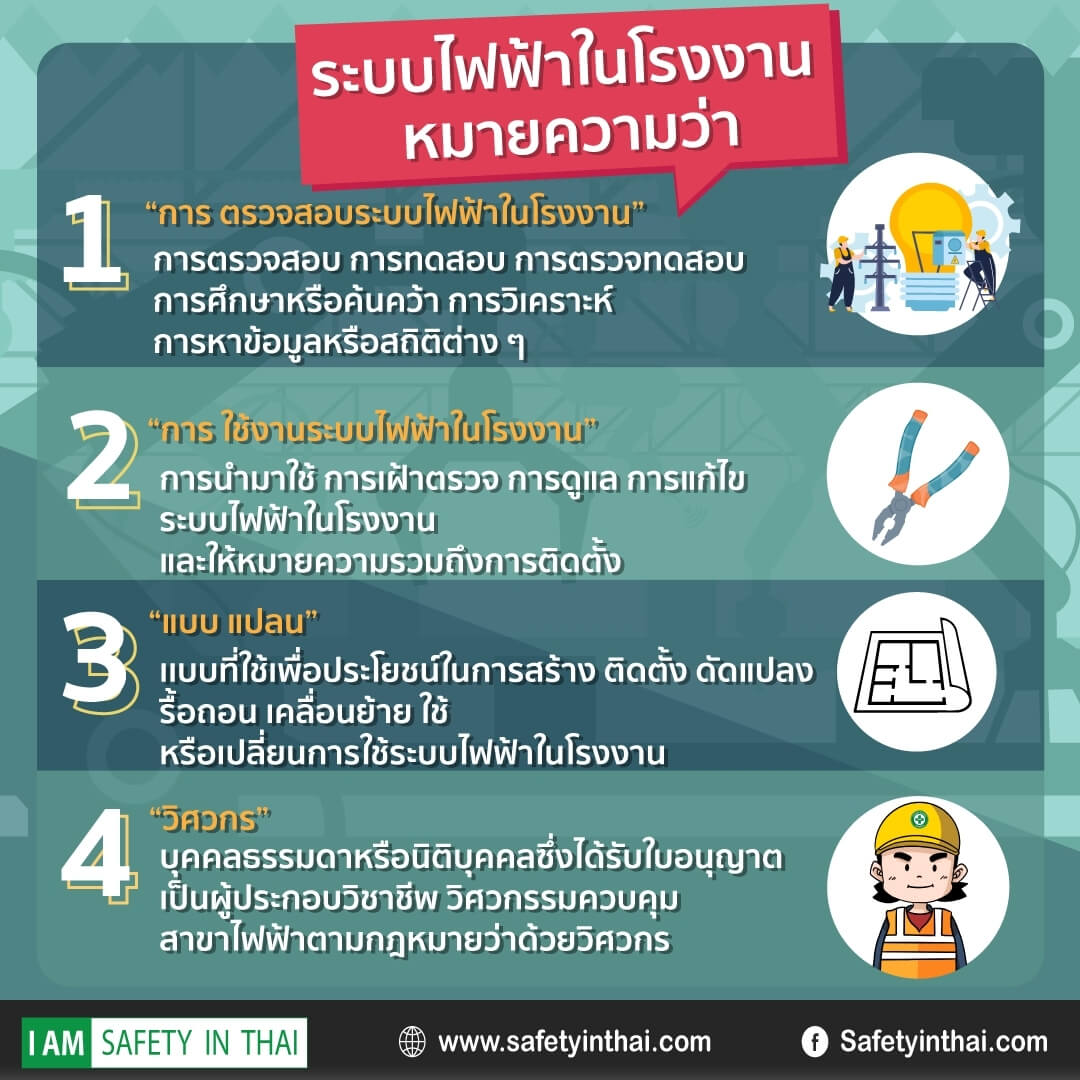 ระบบไฟฟ้าในโรงงาน
หมายความว่า
1
“การ ตรวจสอบระบบไฟฟ้าในโรงงาน”
การตรวจสอบ การทดสอบ การตรวจทดสอบ
การศึกษาหรือค้นคว้า การวิเคราะห์
การหาข้อมูลหรือสถิติต่าง ๆ
2
“การ ใช้งานระบบไฟฟ้าในโรงงาน”
การนำมาใช้ การเฝ้าตรวจ การดูแล การแก้ไข
ระบบไฟฟ้าในโรงงาน
และให้หมายความรวมถึงการติดตั้ง
3
“แบบ แปลน”
แบบที่ใช้เพื่อประโยชน์ในการสร้าง ติดตั้ง ดัดแปลง
รื้อถอน เคลื่อนย้าย ใช้
หรือเปลี่ยนการใช้ระบบไฟฟ้าในโรงงาน
4
“วิศวกร”
บุคคลธรรมดาหรือนิติบุคคลซึ่งได้รับใบอนุญาต
เป็นผู้ประกอบวิชาชีพ วิศวกรรมควบคุม
สาขาไฟฟ้าตามกฎหมายว่าด้วยวิศวกร
I AM SAFETY IN THAI
www.safetyinthai.com
Safetyinthai.com